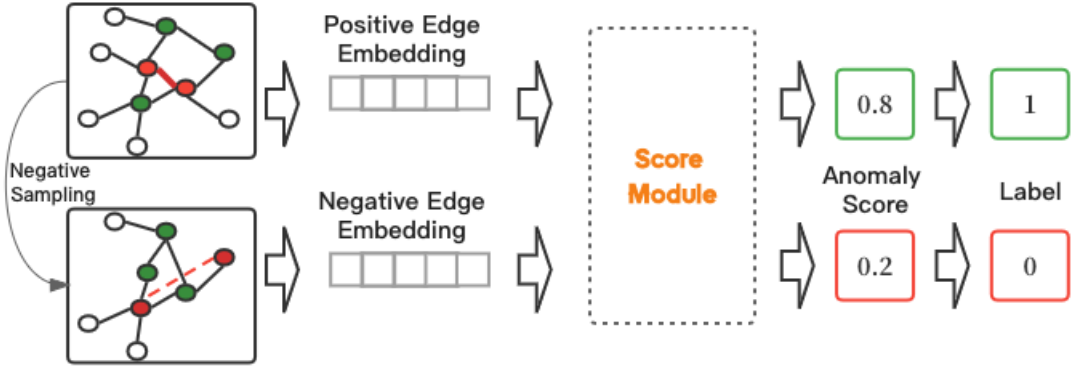 Positive Edge
Embedding
Negative
Sampling
Negative Edge
Embedding
Score
Module
0.8
1
Anomaly
Score
Label
0.2
0